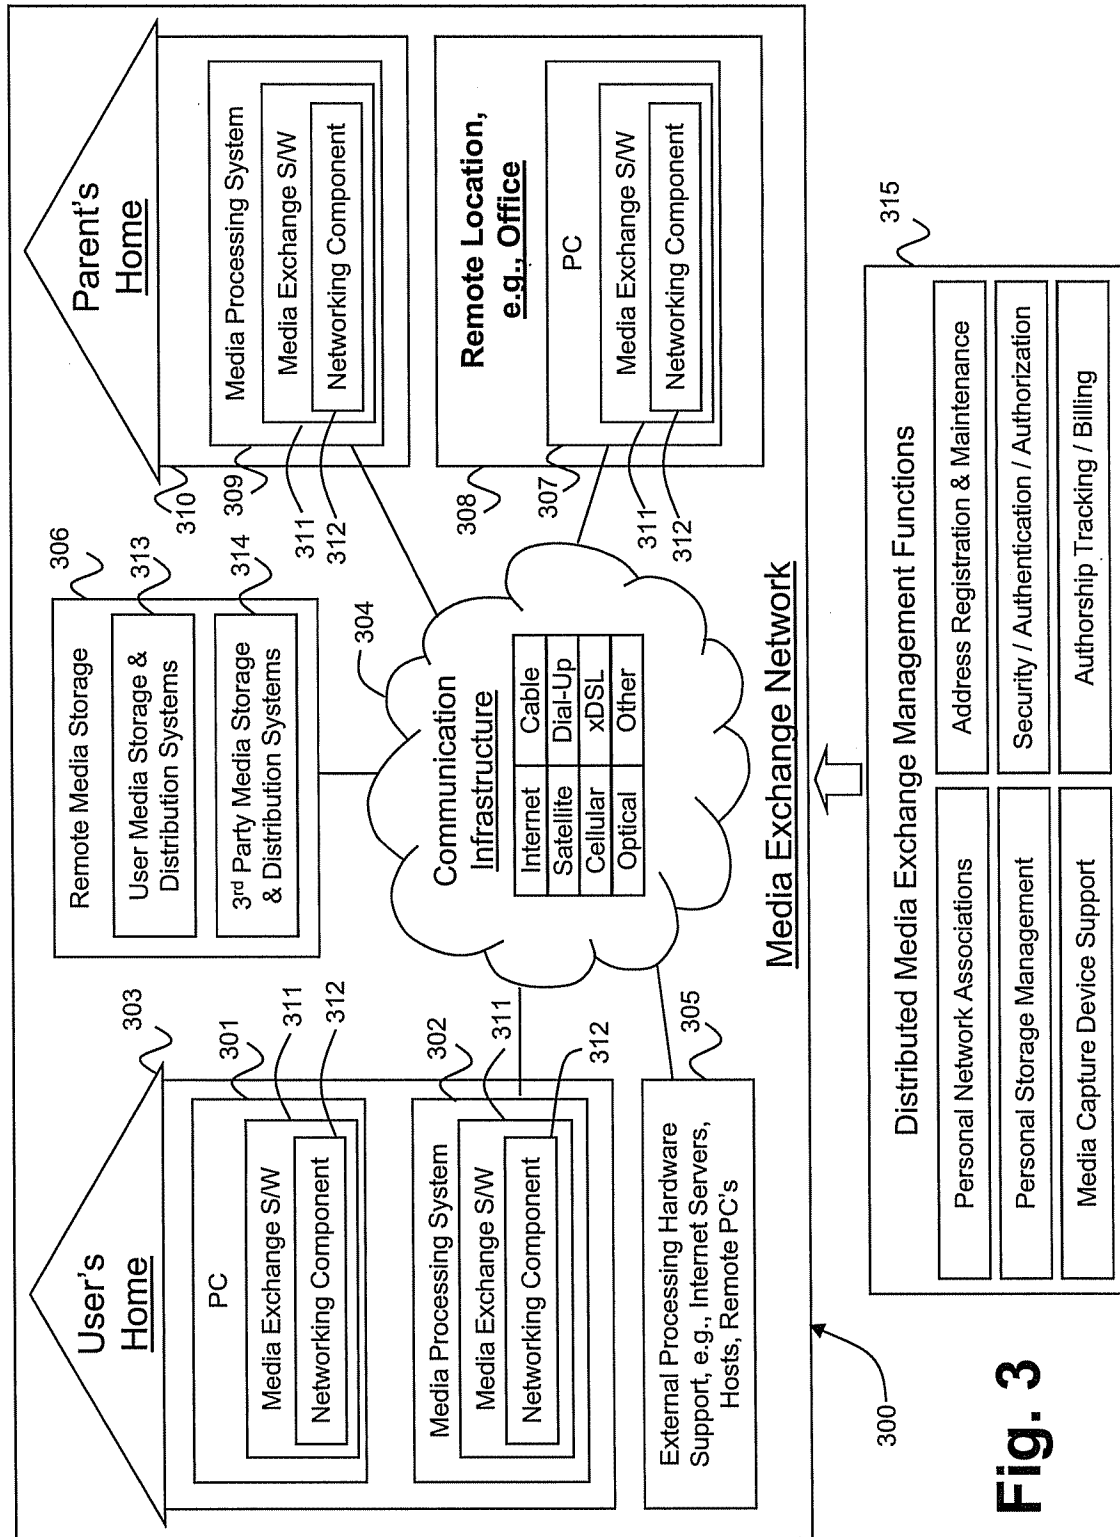 User's
Home
303
PC
301
Media Exchange S/W
311
Networking Component
312
Media Processing System
302
Media Exchange S/W
311
Networking Component
312
External Processing Hardware
Support, e.g., Internet Servers,
Hosts, Remote PC's
305
Remote Media Storage
306
User Media Storage &
Distribution Systems
313
3rd Party Media Storage
& Distribution Systems
314
304
Communication
Infrastructure
Internet Cable
Satellite Dial-Up
Cellular xDSL
Optical Other
Parent's
Home
310
Media Processing System
309
Media Exchange S/W
311
Networking Component
312
Remote Location,
e.g., Office
308
PC
307
Media Exchange S/W
311
Networking Component
312
Media Exchange Network
300
315
Distributed Media Exchange Management Functions
Personal Network Associations
Address Registration & Maintenance
Personal Storage Management
Security / Authentication / Authorization
Media Capture Device Support
Authorship Tracking / Billing
Fig. 3